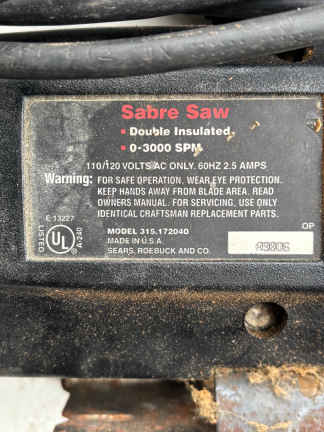 Sabre Saw
▪ Double Insulated
▪ 0-3000 SPM
110/120 VOLTS AC ONLY. 60HZ 2.5 AMPS
Warning: FOR SAFE OPERATION, WEAR EYE PROTECTION.
KEEP HANDS AWAY FROM BLADE AREA. READ
OWNERS MANUAL. FOR SERVICING, USE ONLY
IDENTICAL CRAFTSMAN REPLACEMENT PARTS.
E 13227
LISTED
UL
A-240
MODEL 315.172040
MADE IN U.S.A.
SEARS, ROEBUCK AND CO.
OP